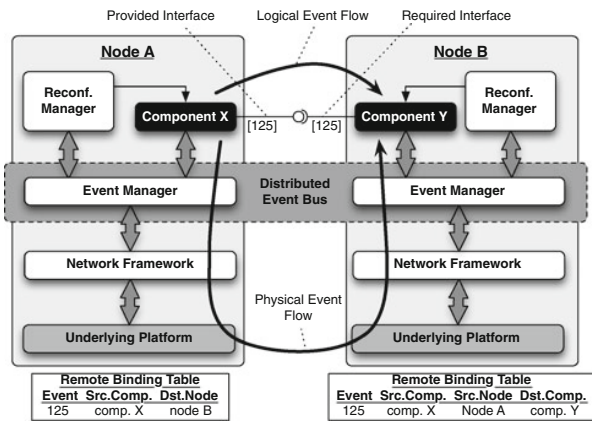 Provided Interface
Logical Event Flow
Required Interface
Node A
Node B
Reconf.
Manager
Component X
[125]
[125]
Component Y
Reconf.
Manager
Event Manager
Distributed
Event Bus
Event Manager
Network Framework
Network Framework
Physical Event
Flow
Underlying Platform
Underlying Platform
Remote Binding Table
Event Src.Comp. Dst.Node
125 comp. X node B
Remote Binding Table
Event Src.Comp. Src.Node Dst.Comp.
125 comp. X Node A comp. Y